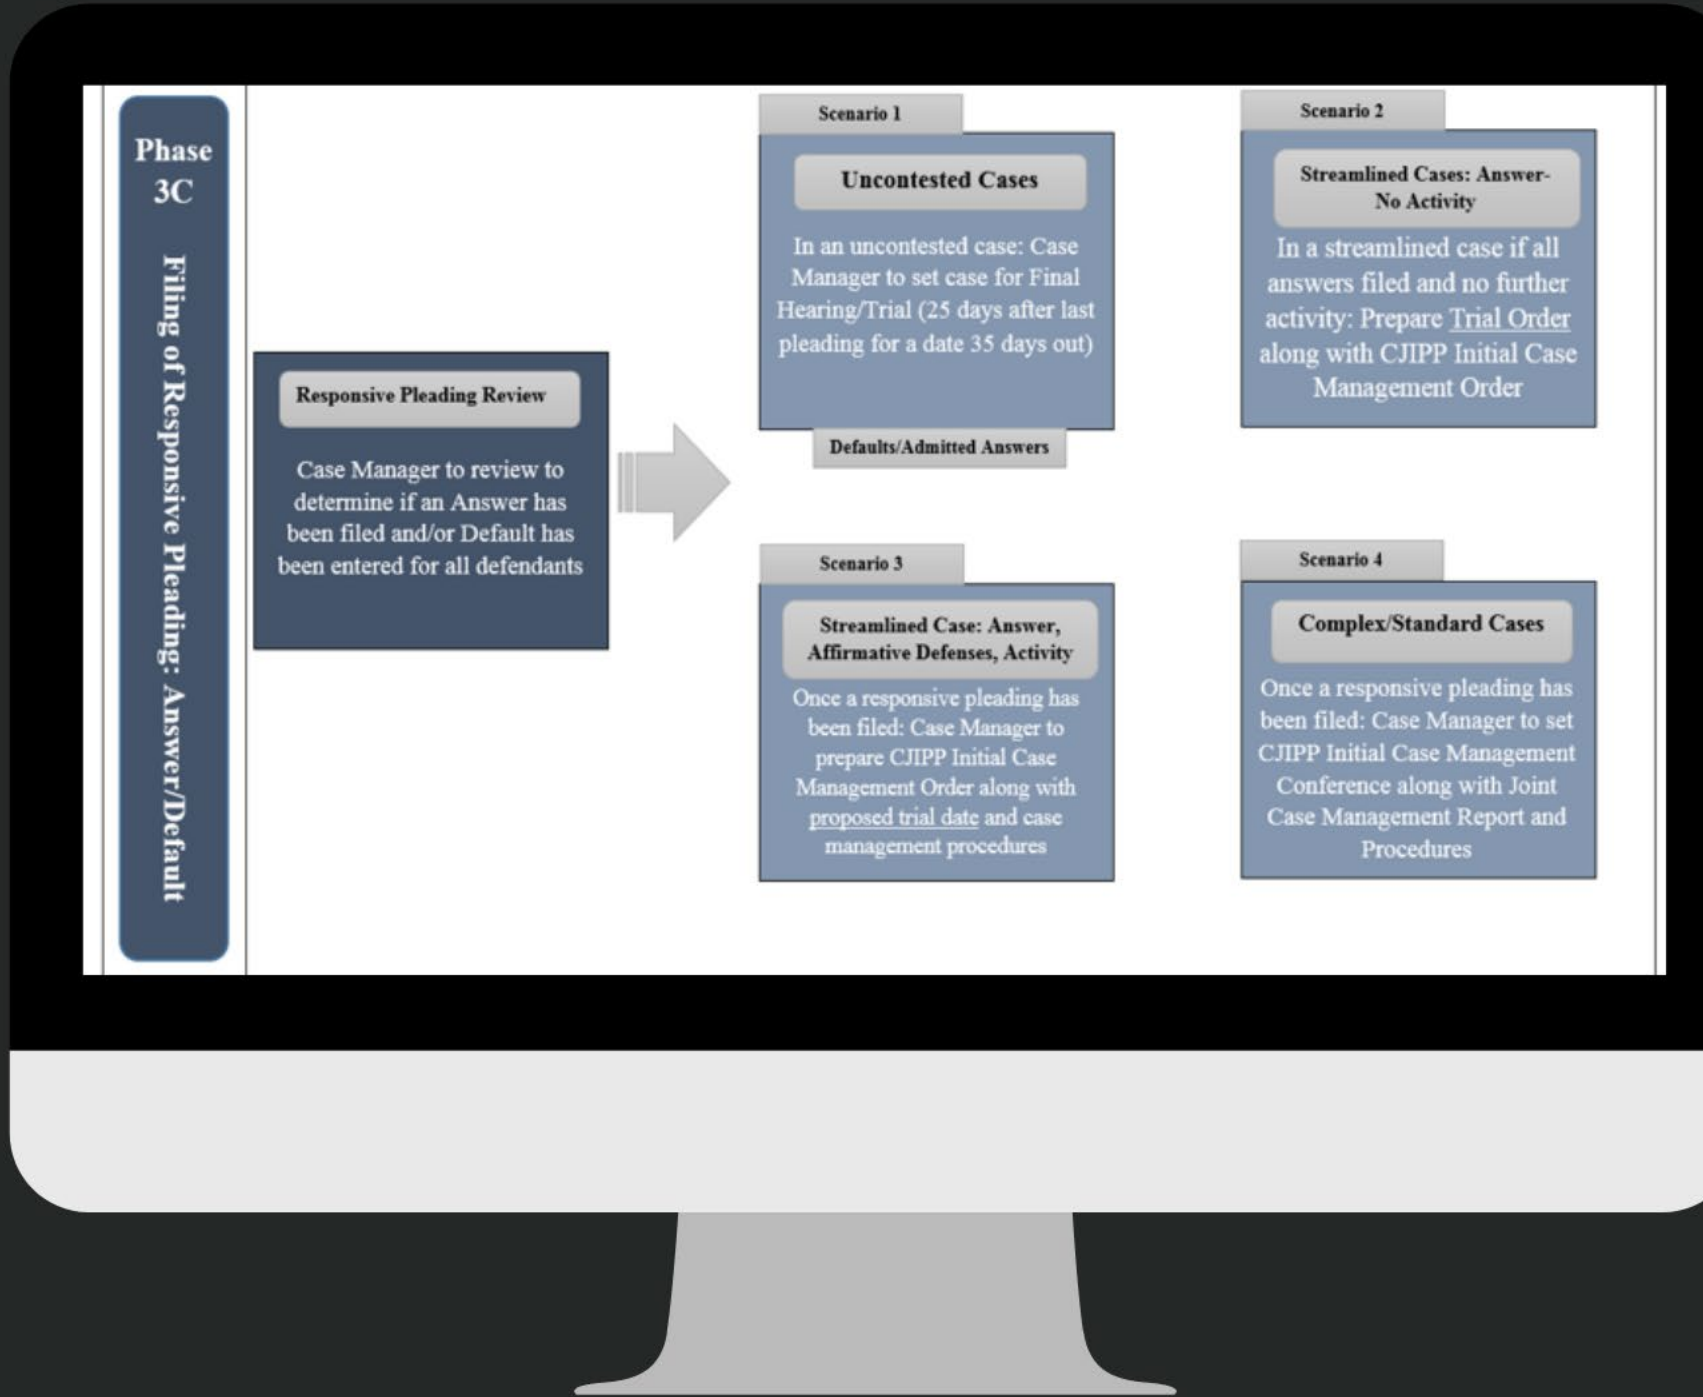 Phase
3C
Filing of Responsive Pleading: Answer/Default
Responsive Pleading Review
Case Manager to review to
determine if an Answer has
been filed and/or Default has
been entered for all defendants
Scenario 1
Uncontested Cases
In an uncontested case: Case
Manager to set case for Final
Hearing/Trial (25 days after last
pleading for a date 35 days out)
Defaults/Admitted Answers
Scenario 2
Streamlined Cases: Answer-
No Activity
In a streamlined case if all
answers filed and no further
activity: Prepare Trial Order
along with CJIPP Initial Case
Management Order
Scenario 3
Streamlined Case: Answer,
Affirmative Defenses, Activity
Once a responsive pleading has
been filed: Case Manager to
prepare CJIPP Initial Case
Management Order along with
proposed trial date and case
management procedures
Scenario 4
Complex/Standard Cases
Once a responsive pleading has
been filed: Case Manager to set
CJIPP Initial Case Management
Conference along with Joint
Case Management Report and
Procedures